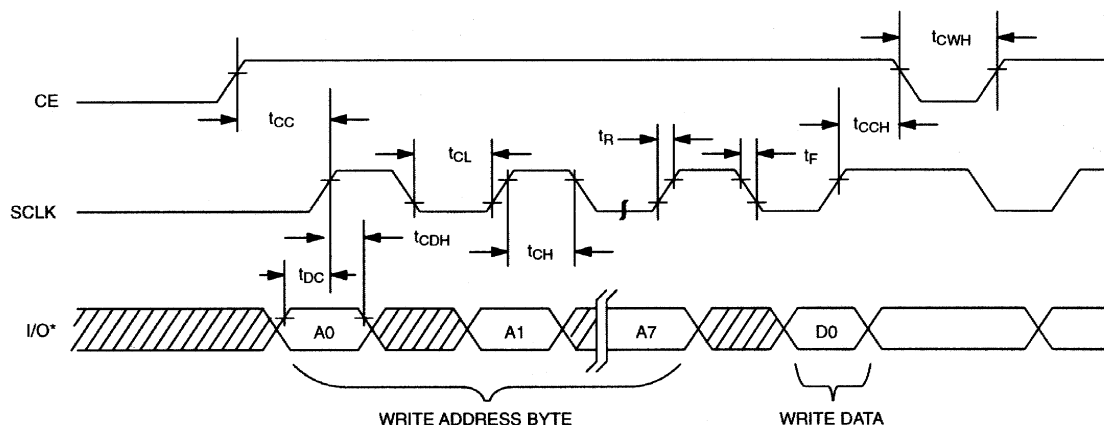 tCWH
CE
tCC
tCCH
tCL
tR
tF
SCLK
tCDH
tCH
tDC
I/O*
A0
A1
A7
D0
WRITE ADDRESS BYTE
WRITE DATA